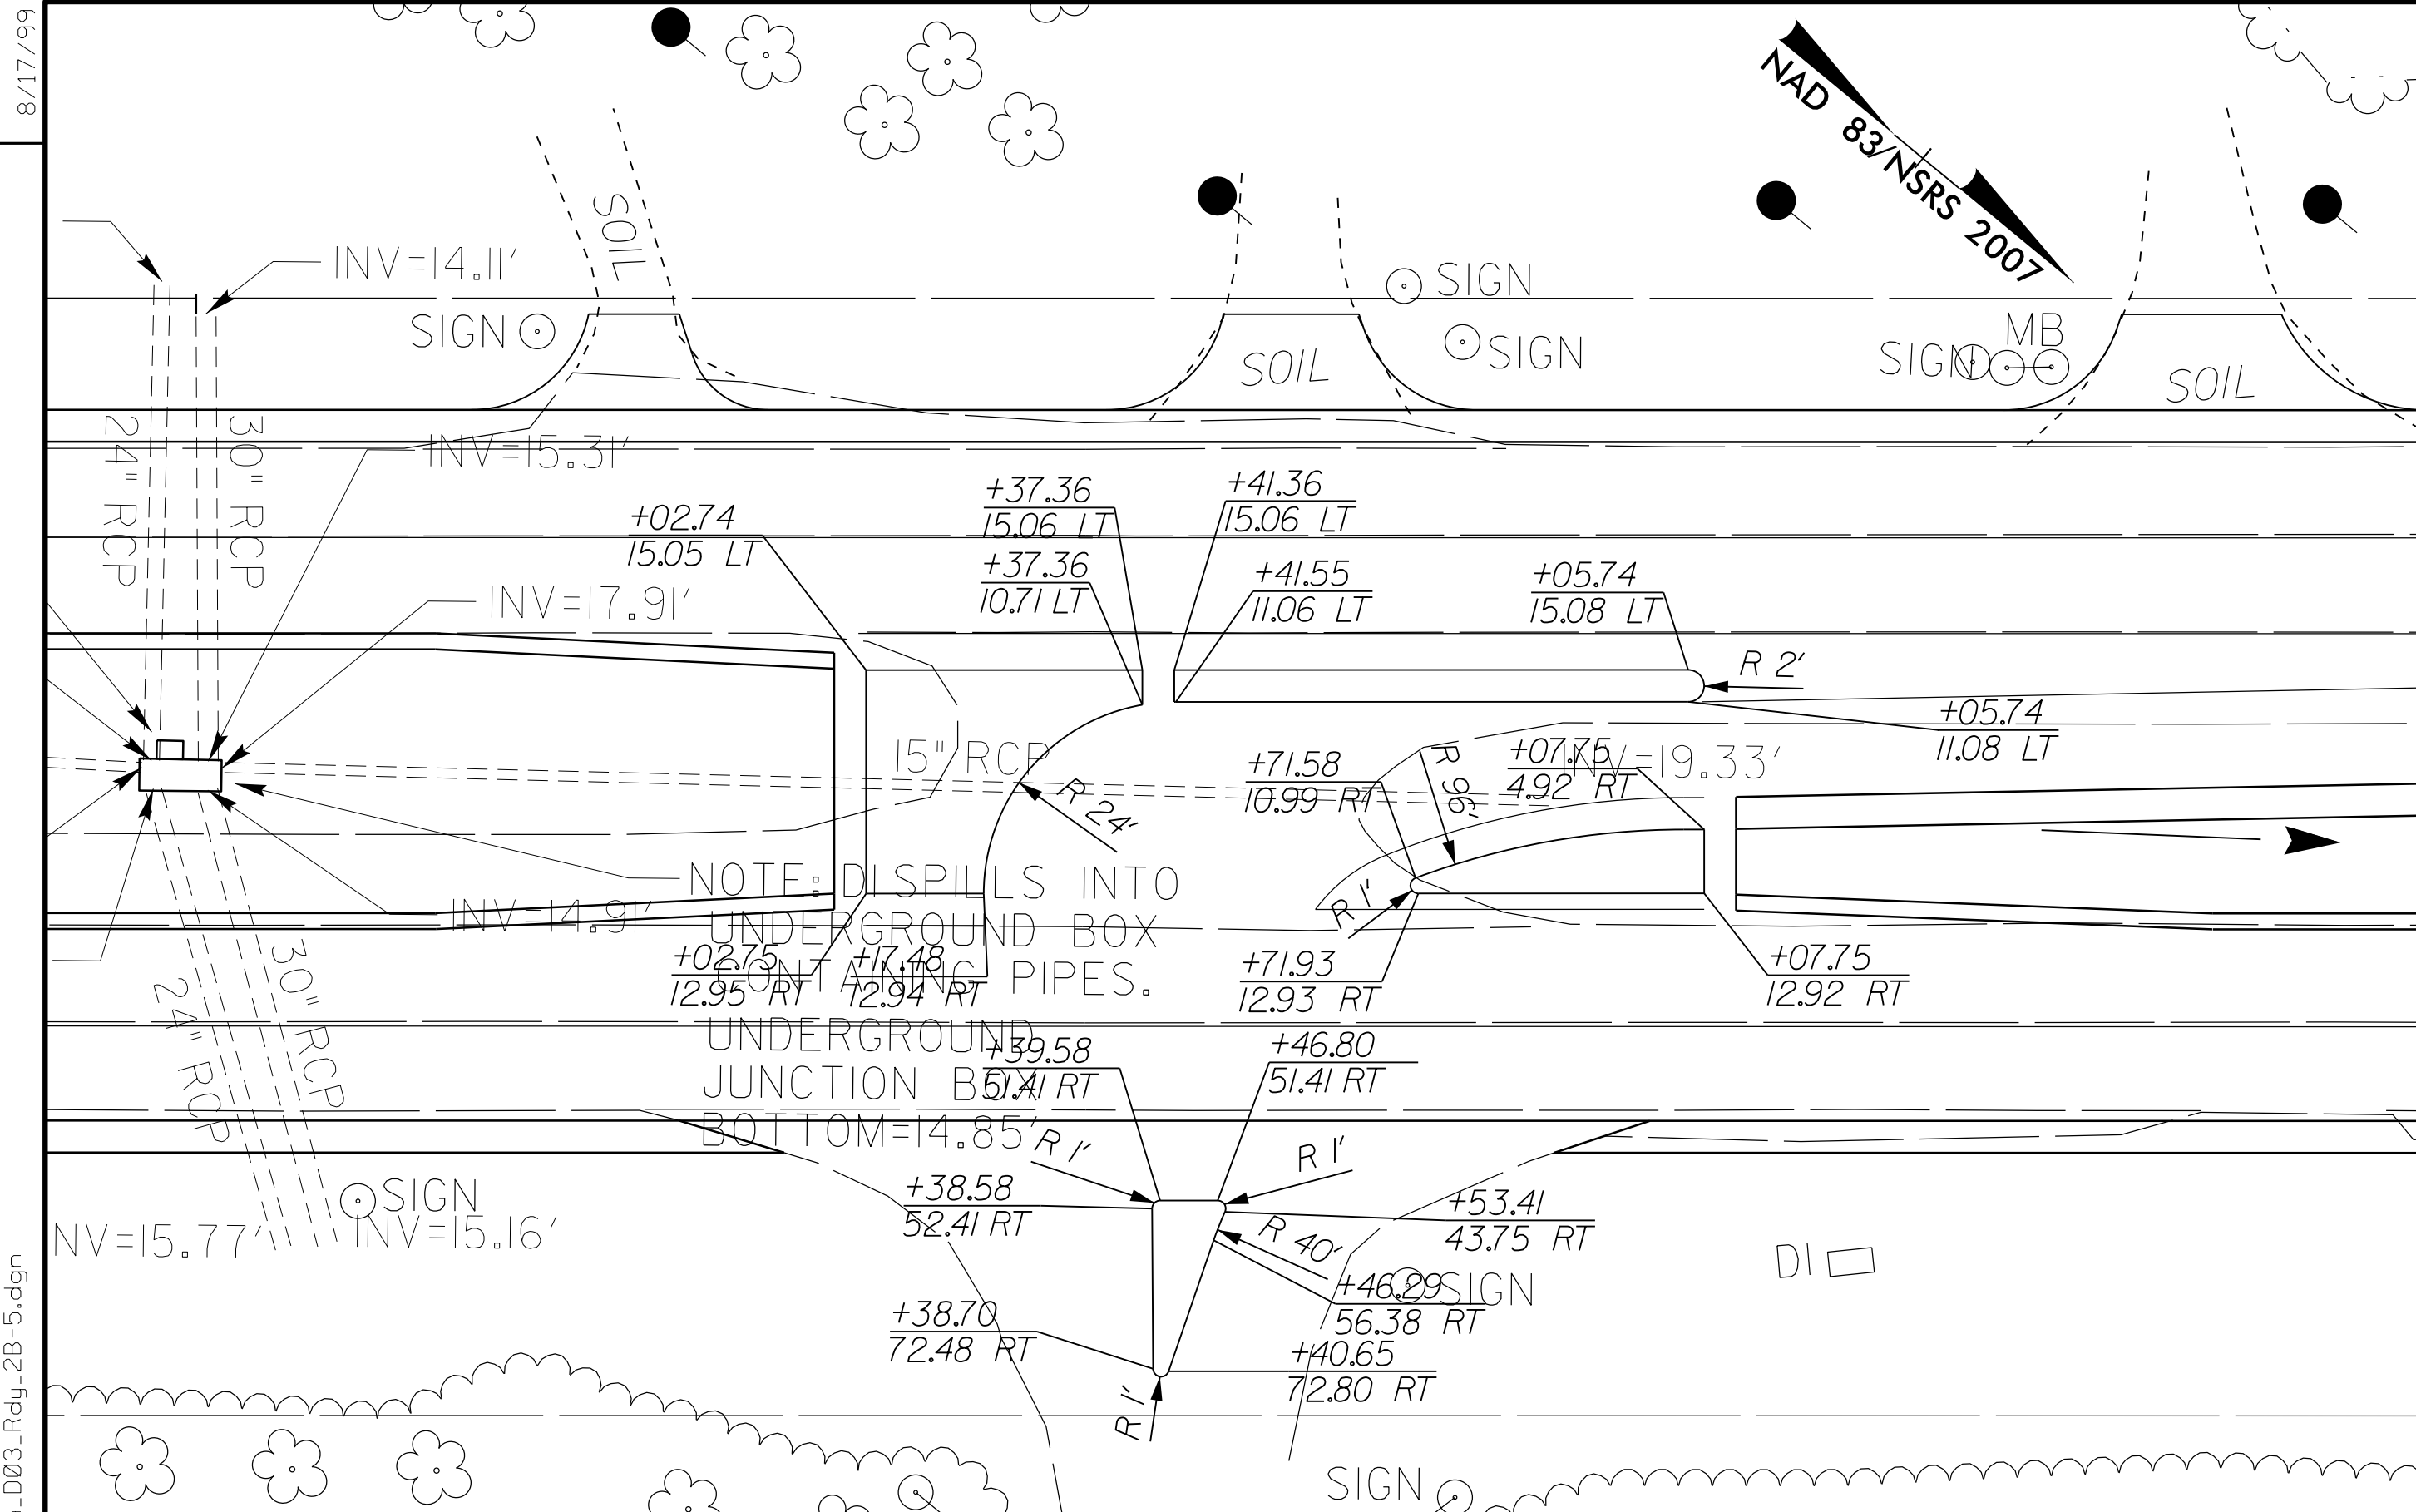 8/17/99
NAD 83/NSRS 2007
SOIL
INV=14.11'
SIGN
SIGN
SIGN
SOIL
MB
SIGN
SOIL
24" RCP
30" RCP
INV=15.31'
+37.36
15.06 LT
+41.36
15.06 LT
+02.74
15.05 LT
+37.36
10.71 LT
+41.55
11.06 LT
+05.74
15.08 LT
INV=17.91'
R 2'
+05.74
11.08 LT
15" RCP
+71.58
10.99 RT
R 96'
+07.75
4.92 RT
INV=19.33'
R 24'
NOTE: DI SPILLS INTO
UNDERGROUND BOX
CONTAINING PIPES.
UNDERGROUND
JUNCTION BOX
BOTTOM=14.85'
INV=14.91'
R 1'
+02.75
12.95 RT
+17.48
12.94 RT
+71.93
12.93 RT
+07.75
12.92 RT
24" RCP
30" RCP
+39.58
51.41 RT
+46.80
51.41 RT
R 1'
R 1'
+38.58
52.41 RT
+53.41
43.75 RT
SIGN
NV=15.77'
INV=15.16'
R 40'
DI
+46.29
56.38 RT
SIGN
+38.70
72.48 RT
+40.65
72.80 RT
R 1'
SIGN
_D03_Rdy_2B-5.dgn